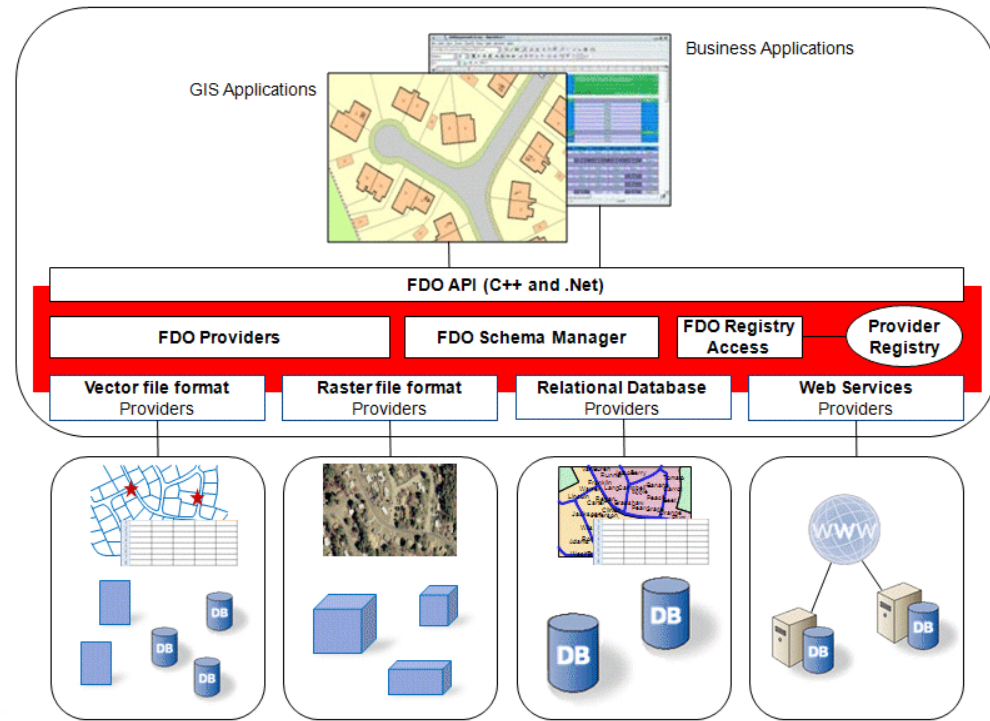 Business Applications
GIS Applications
FDO API (C++ and .Net)
FDO Providers
FDO Schema Manager
FDO Registry
Access
Provider
Registry
Vector file format
Providers
Raster file format
Providers
Relational Database
Providers
Web Services
Providers
WWW
DB
DB
DB
DB
DB
DB
DB